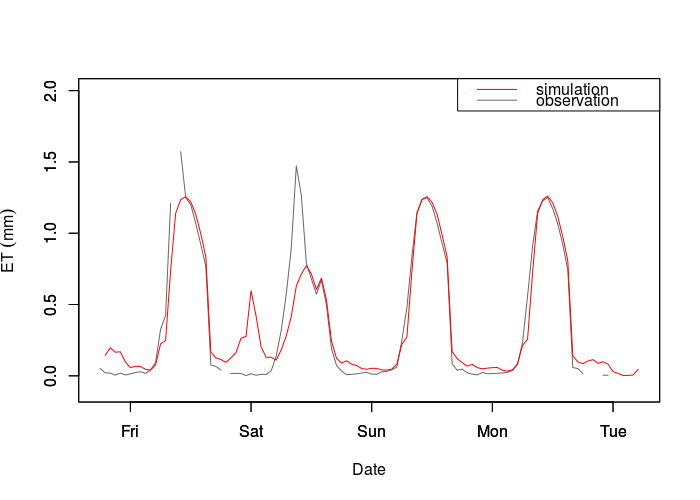 simulation
observation
2.0
1.5
1.0
0.5
0.0
ET (mm)
Fri Sat Sun Mon Tue
Date